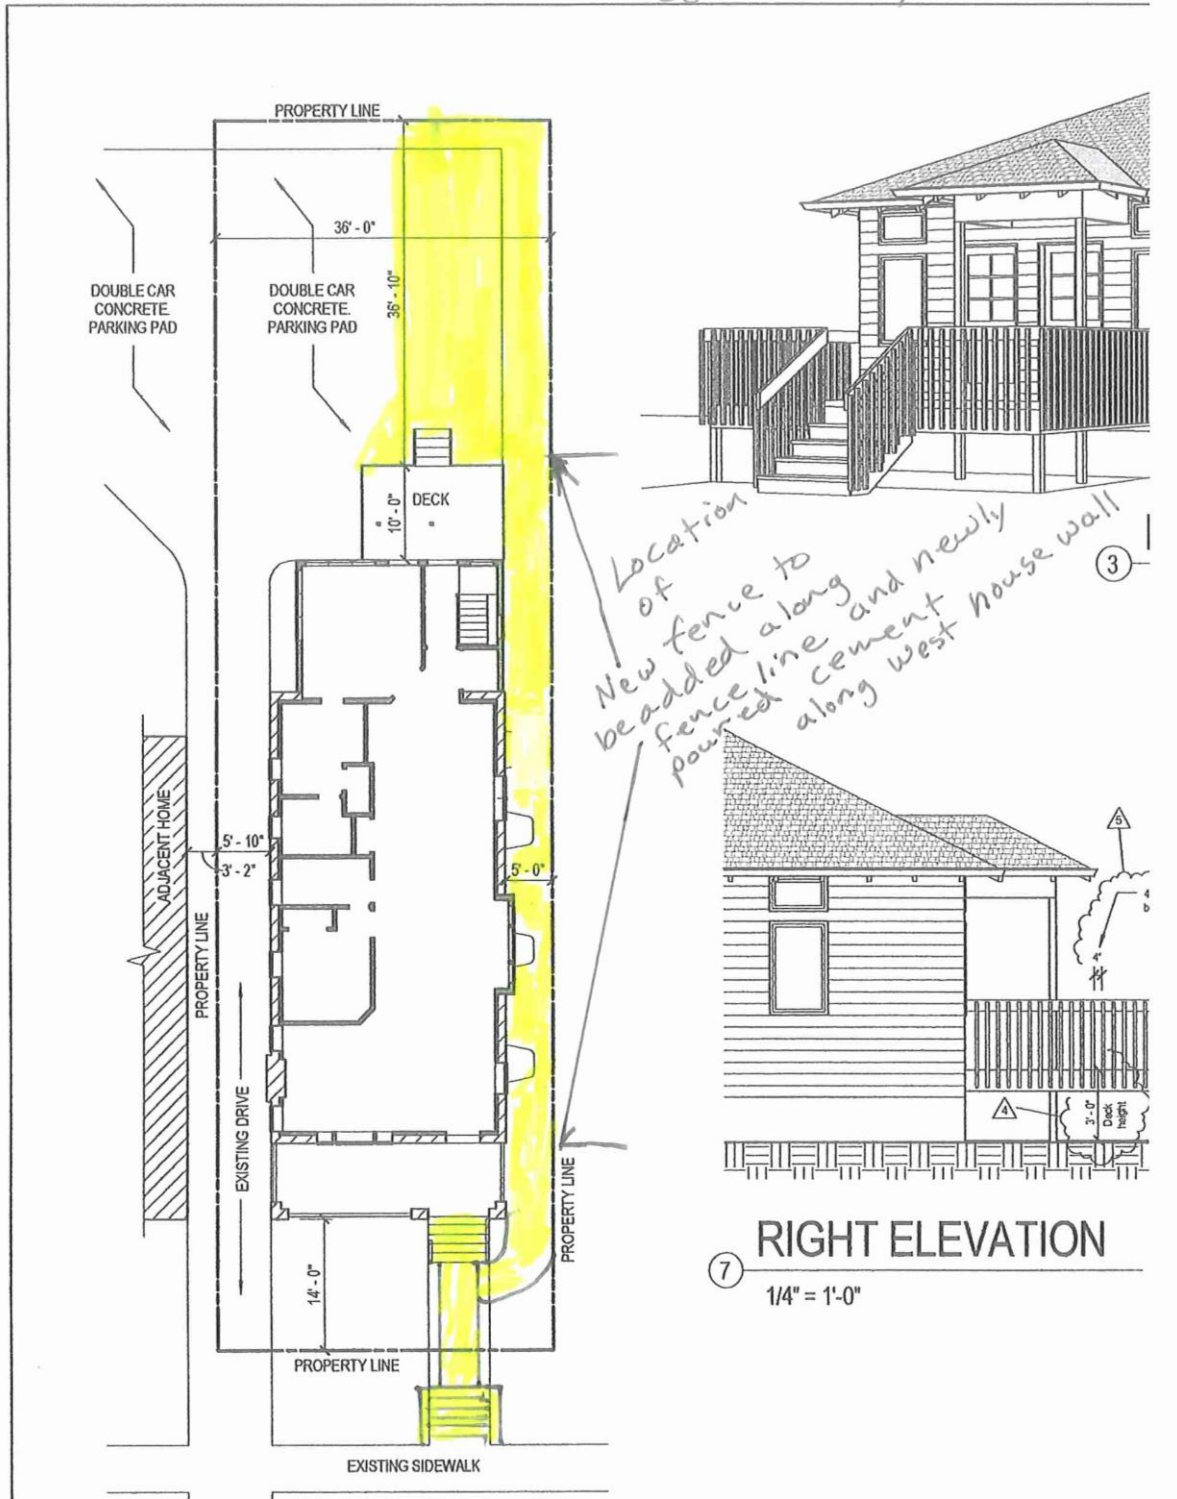 PROPERTY LINE
36' - 0"
36' - 10"
DOUBLE CAR
CONCRETE.
PARKING PAD
DOUBLE CAR
CONCRETE.
PARKING PAD
DECK
10' - 0"
Location
of
New fence to
be added along
fence line and newly
poured cement
along west house wall
3
ADJACENT HOME
5' - 10"
3' - 2"
5' - 0"
PROPERTY LINE
EXISTING DRIVE
PROPERTY LINE
14' - 0"
PROPERTY LINE
EXISTING SIDEWALK
5
4
b
4"
4
3' - 0"
Deck
height
7
RIGHT ELEVATION
1/4" = 1'-0"